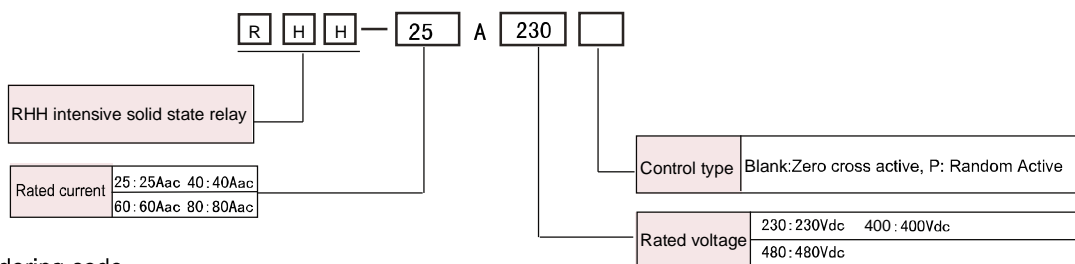 R H H — 25 A 230
RHH intensive solid state relay
Rated current
25:25Aac 40:40Aac
60:60Aac 80:80Aac
Control type
Blank:Zero cross active, P: Random Active
Rated voltage
230:230Vdc 400:400Vdc
480:480Vdc
code